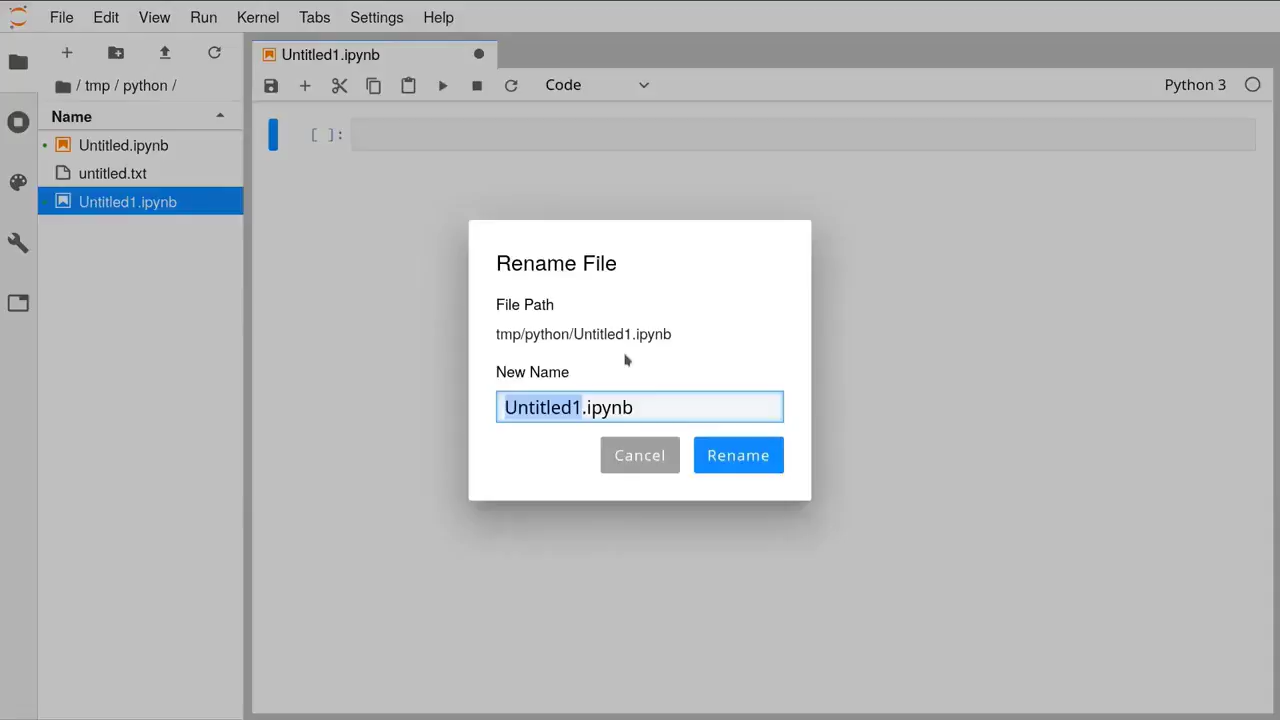 File Edit View Run Kernel Tabs Settings Help
Untitled1.ipynb
/ tmp / python /
Code
Python 3
Name
Untitled.ipynb
untitled.txt
Untitled1.ipynb
[ ]:
Rename File
File Path
tmp/python/Untitled1.ipynb
New Name
Untitled1.ipynb
Cancel Rename